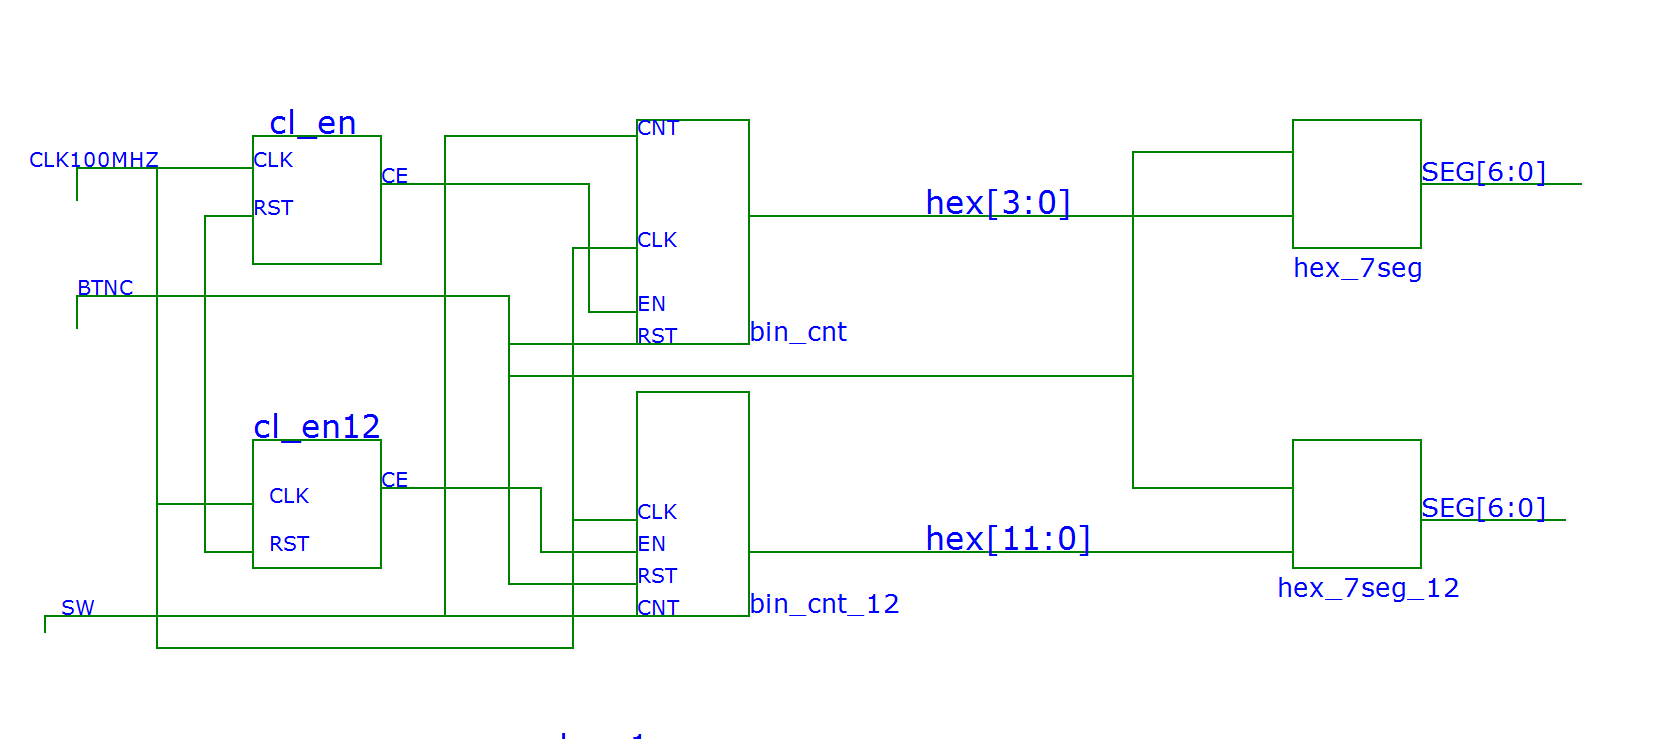 cl_en
CNT
CLK100MHZ
CLK
CE
SEG[6:0]
RST
hex[3:0]
CLK
hex_7seg
BTNC
EN
RST
bin_cnt
cl_en12
CE
CLK
CLK
SEG[6:0]
RST
EN
hex[11:0]
RST
hex_7seg_12
SW
CNT
bin_cnt_12